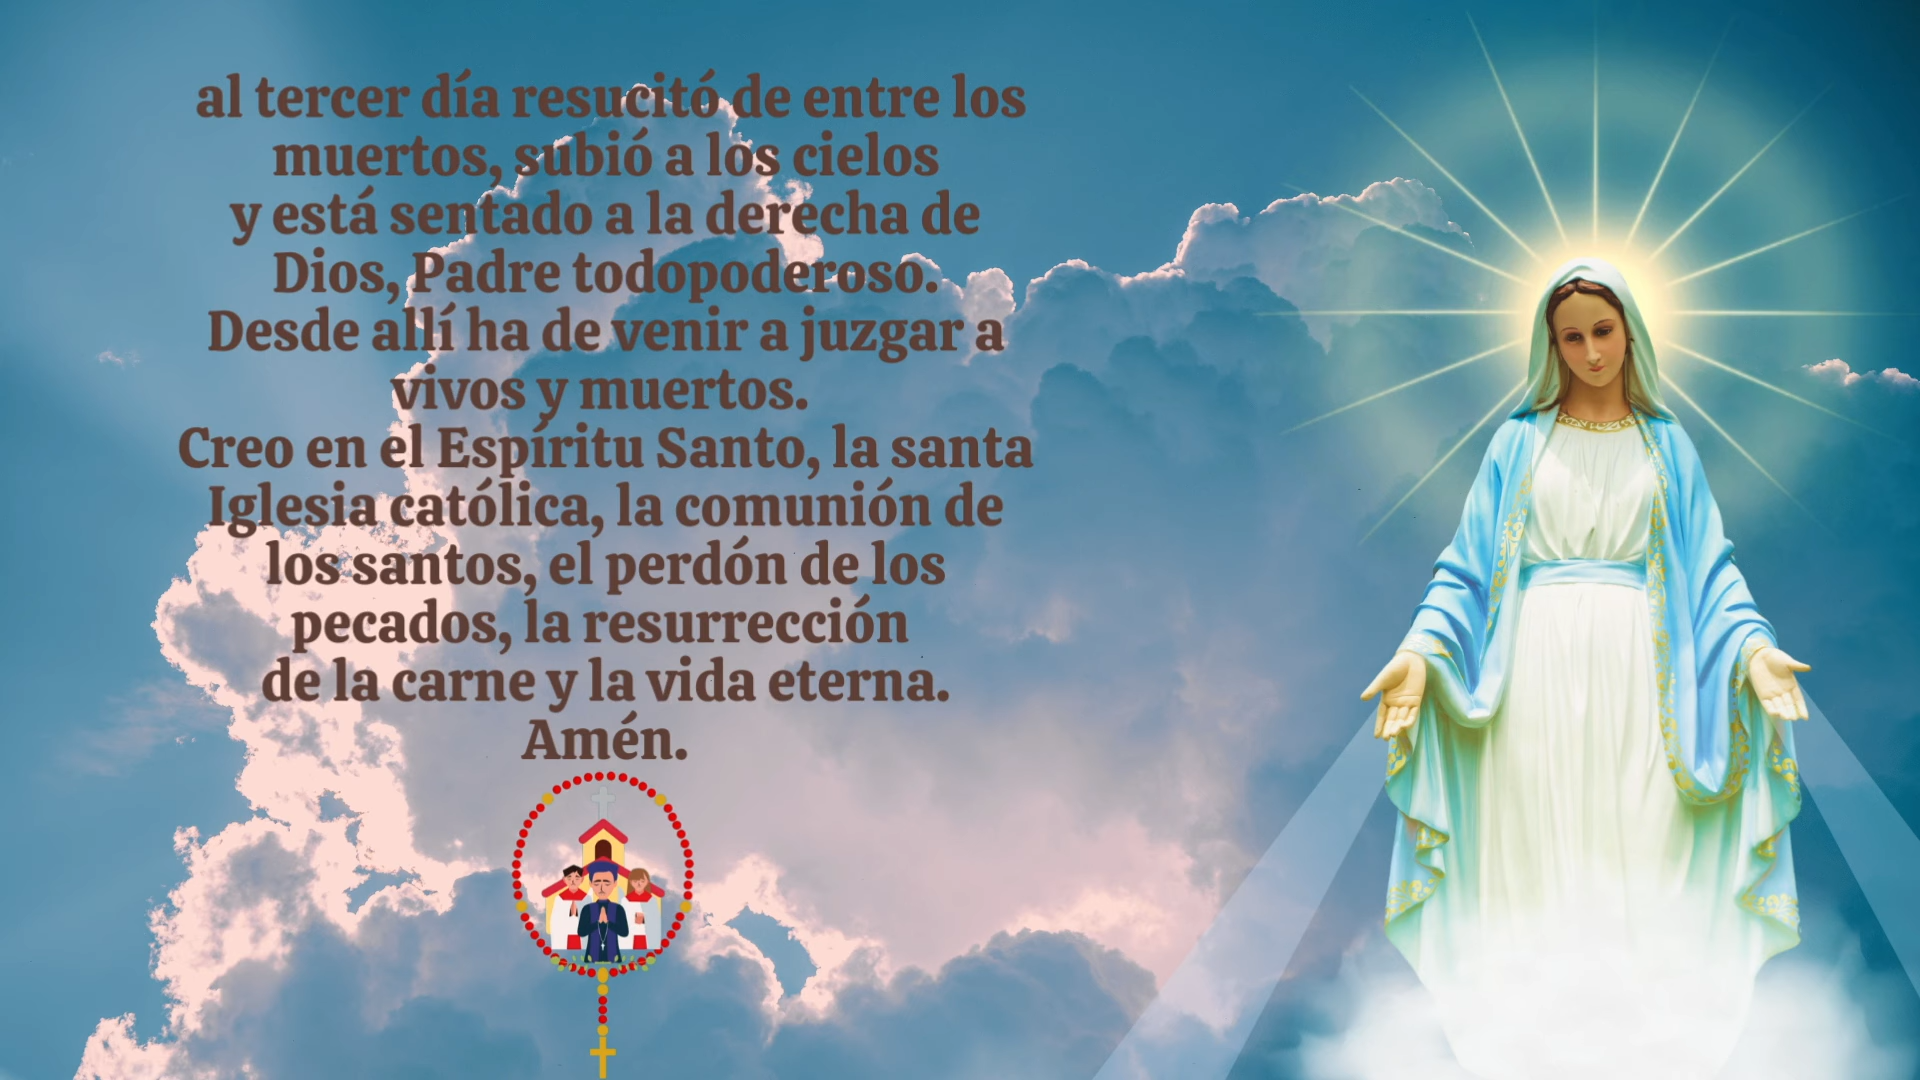 al tercer día resucitó de entre los
muertos, subió a los cielos
y está sentado a la derecha de
Dios, Padre todopoderoso.
Desde allí ha de venir a juzgar a
vivos y muertos.
Creo en el Espíritu Santo, la santa
Iglesia católica, la comunión de
los santos, el perdón de los
pecados, la resurrección
de la carne y la vida eterna.
Amén.